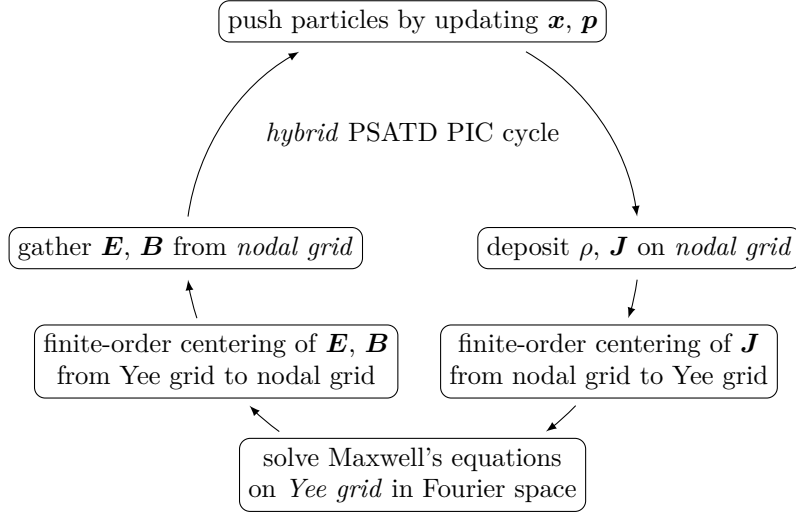 push particles by updating x, p
hybrid PSATD PIC cycle
gather E, B from nodal grid
deposit ρ, J on nodal grid
finite-order centering of E, B
from Yee grid to nodal grid
finite-order centering of J
from nodal grid to Yee grid
solve Maxwell's equations
on Yee grid in Fourier space